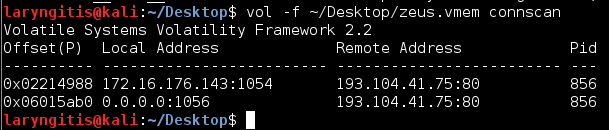 laryngitis@kali:~/Desktop$ vol -f ~/Desktop/zeus.vmem connscan
Volatile Systems Volatility Framework 2.2
Offset(P)  Local Address             Remote Address            Pid
---------- ------------------------- ------------------------- ---
0x02214988 172.16.176.143:1054       193.104.41.75:80          856
0x06015ab0 0.0.0.0:1056              193.104.41.75:80          856
laryngitis@kali:~/Desktop$